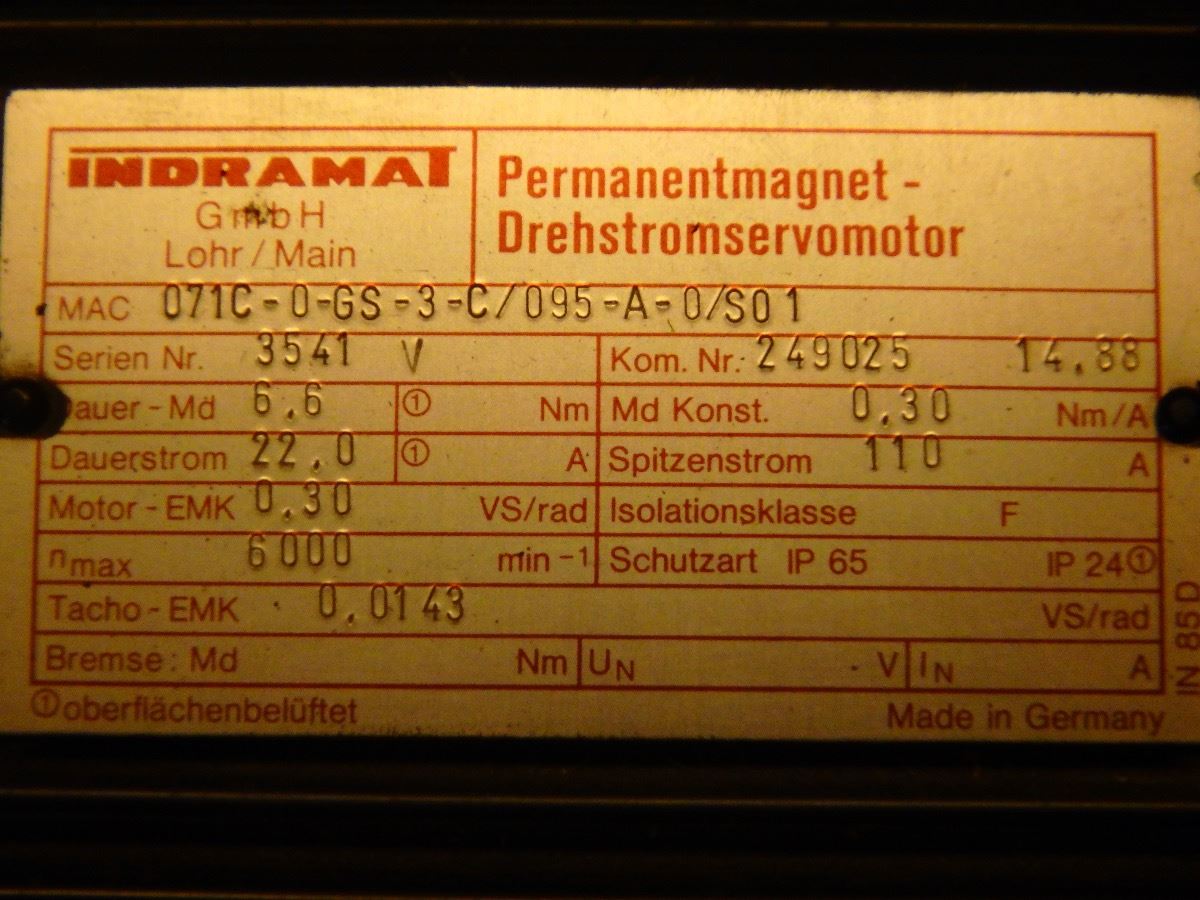 INDRAMAT
GmbH
Lohr / Main
Permanentmagnet -
Drehstromservomotor
MAC 071C-0-GS-3-C/095-A-0/S01
Serien Nr. 3541 V Kom. Nr.: 249025 14.88
Dauer - Md 6,6 ① Nm Md Konst. 0,30 Nm/A
Dauerstrom 22,0 ① A Spitzenstrom 110 A
Motor - EMK 0,30 VS/rad Isolationsklasse F
nmax 6000 min -1 Schutzart IP 65 IP 24①
Tacho - EMK 0,0143 VS/rad
Bremse: Md Nm UN V IN A
①oberflächenbelüftet Made in Germany
IN 85D